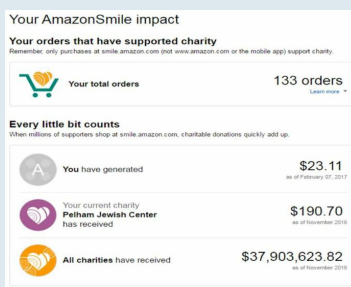 Your AmazonSmile impact
Your orders that have supported charity
Remember, only purchases at smile.amazon.com (not www.amazon.com or the mobile app) support charity.
Your total orders
133 orders
Learn more
Every little bit counts
When millions of supporters shop at smile.amazon.com, charitable donations quickly add up.
A
You have generated
$23.11
as of February 07, 2017
Your current charity
Pelham Jewish Center
has received
$190.70
as of November 2016
All charities have received
$37,903,623.82
as of November 2016